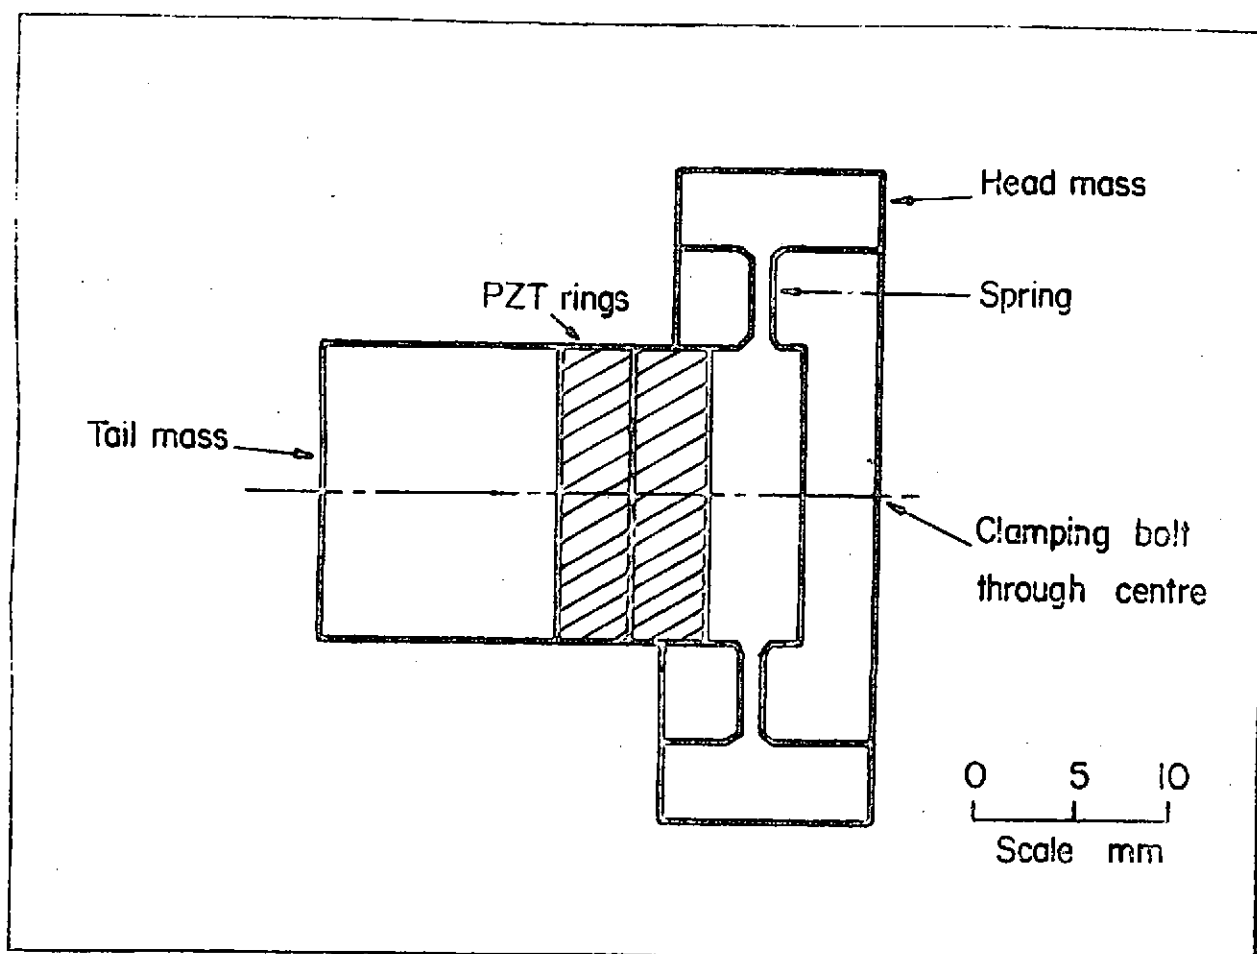 Head mass
PZT rings
Spring
Tail mass
Clamping bolt
through centre
0 5 10
Scale mm